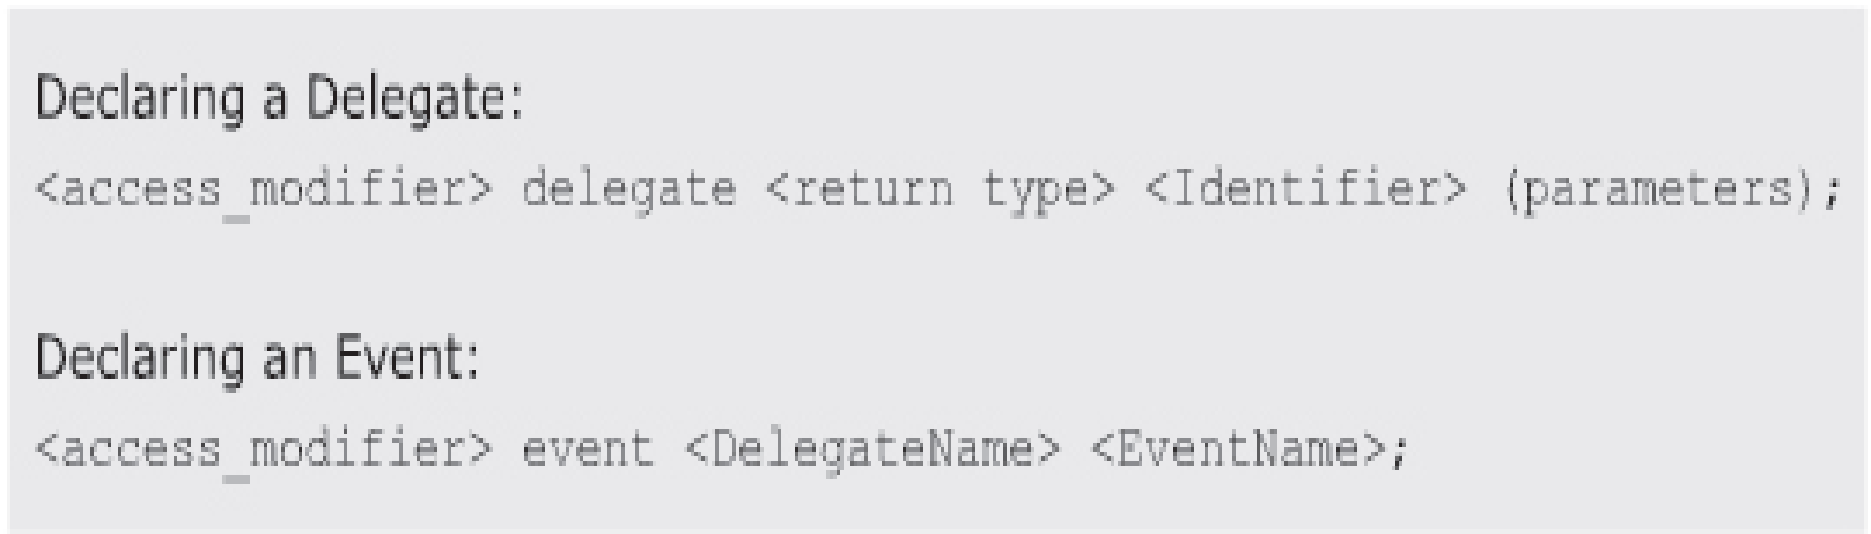 Declaring a Delegate:
<access_modifier> delegate <return type> <Identifier> (parameters);
Declaring an Event:
<access_modifier> event <DelegateName> <EventName>;